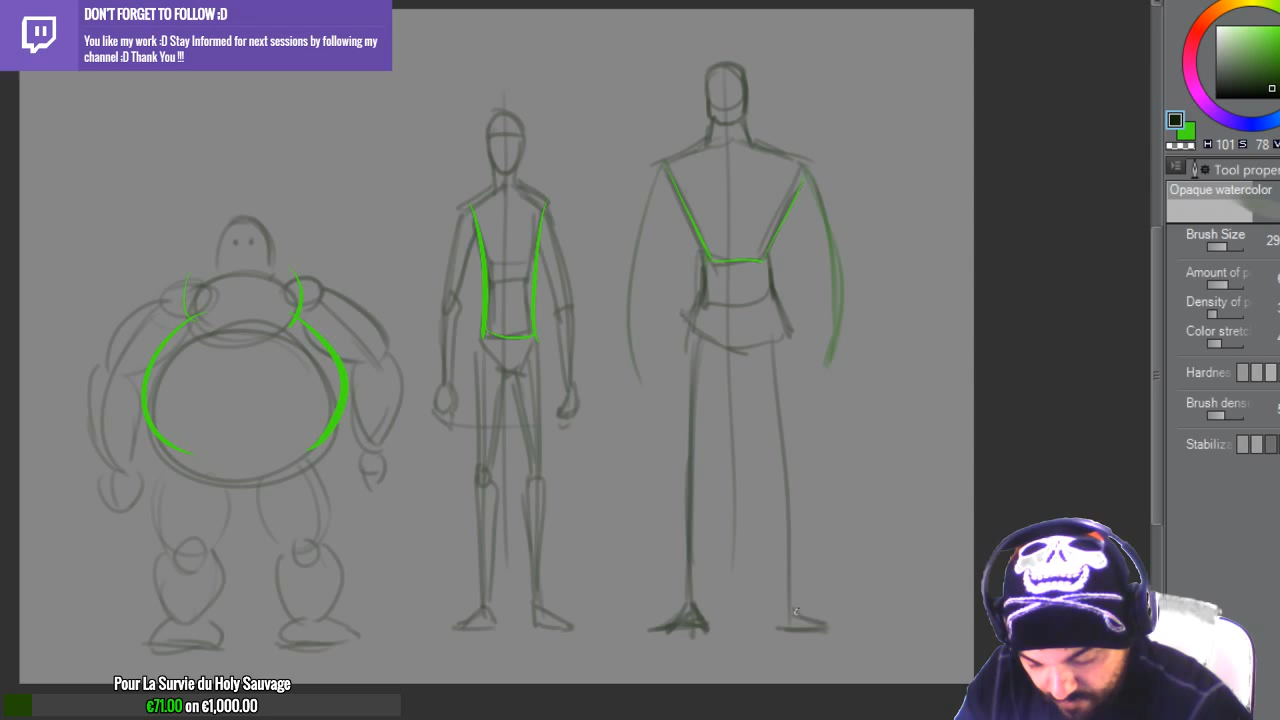 DON'T FORGET TO FOLLOW :D
You like my work :D Stay Informed for next sessions by following my
channel :D Thank You !!!
H 101 S 78 V
Tool proper
Opaque watercolor
Brush Size 29
Amount of p
Density of p
Color stretc
Hardnes
Brush dens
Stabiliza
Pour La Survie du Holy Sauvage
€71.00 on €1,000.00